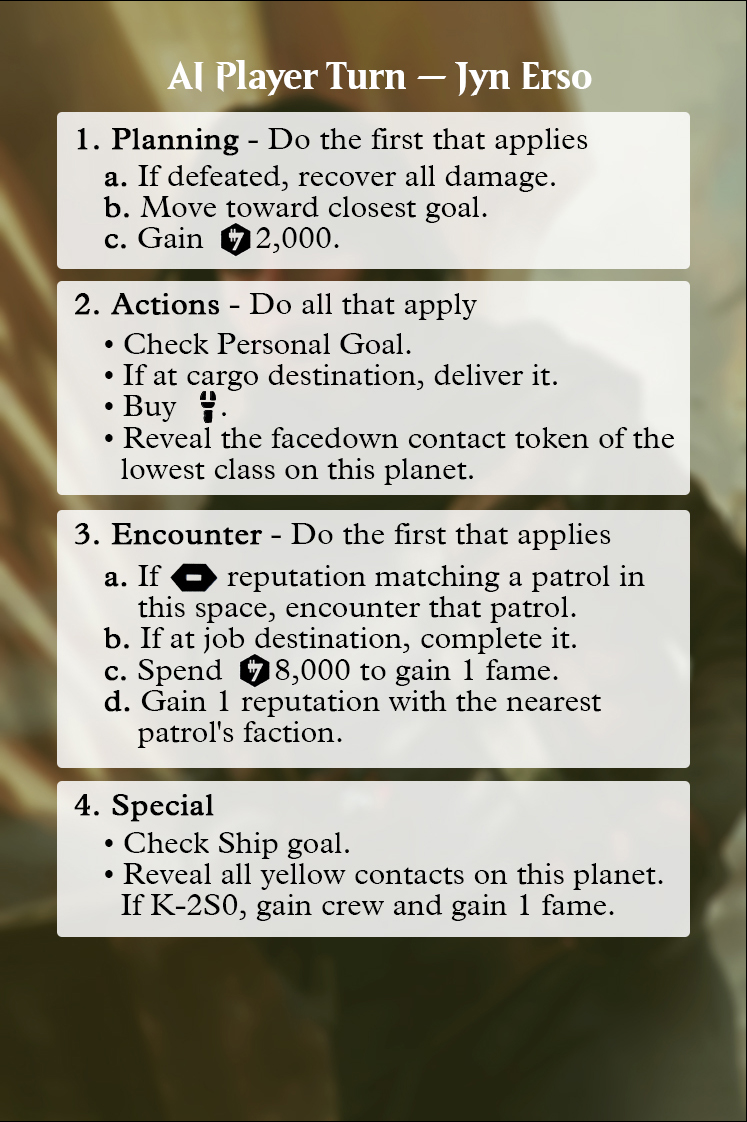 AI Player Turn — Jyn Erso
1. Planning - Do the first that applies
a. If defeated, recover all damage.
b. Move toward closest goal.
c. Gain 2,000.
2. Actions - Do all that apply
• Check Personal Goal.
• If at cargo destination, deliver it.
• Buy .
• Reveal the facedown contact token of the
lowest class on this planet.
3. Encounter - Do the first that applies
a. If reputation matching a patrol in
this space, encounter that patrol.
b. If at job destination, complete it.
c. Spend 8,000 to gain 1 fame.
d. Gain 1 reputation with the nearest
patrol's faction.
4. Special
• Check Ship goal.
• Reveal all yellow contacts on this planet.
If K-2S0, gain crew and gain 1 fame.